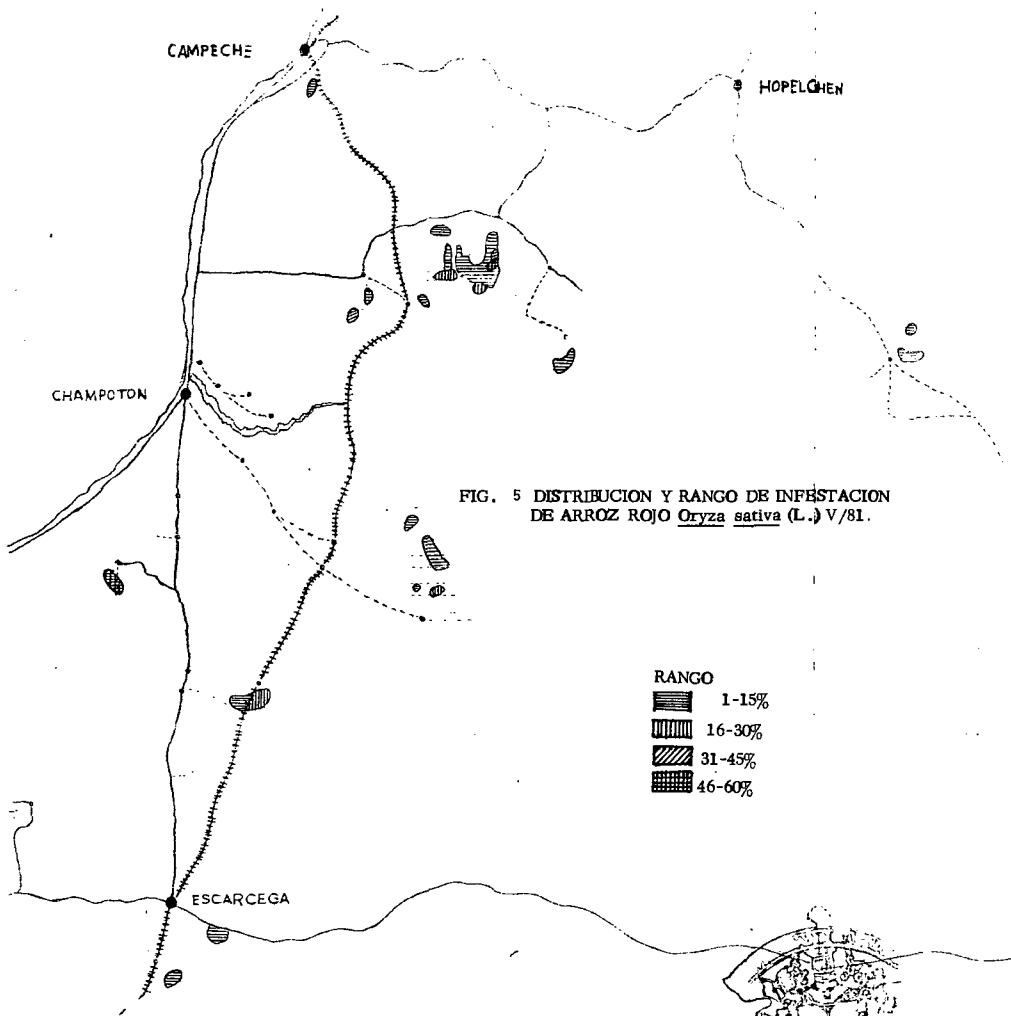 CAMPECHE
HOPELCHEN
CHAMPOTON
FIG. 5 DISTRIBUCION Y RANGO DE INFESTACION
DE ARROZ ROJO Oryza sativa (L.) V/81.
RANGO
1-15%
16-30%
31-45%
46-60%
ESCARCEGA